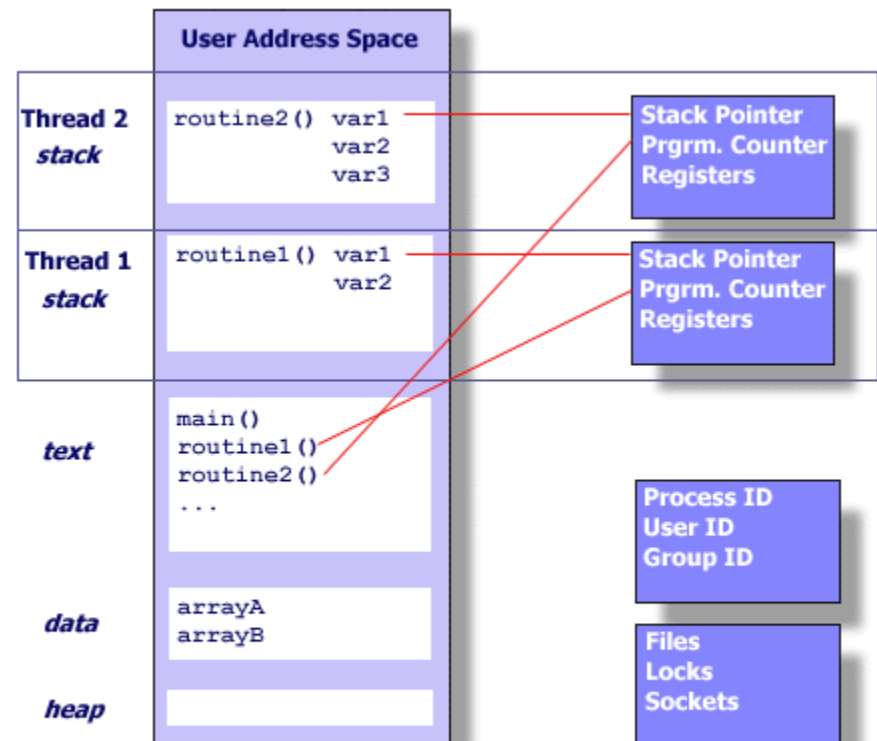 User Address Space
Thread 2
stack
routine2() var1
var2
var3
Stack Pointer
Prgrm. Counter
Registers
Thread 1
stack
routine1() var1
var2
Stack Pointer
Prgrm. Counter
Registers
text
main()
routine1()
routine2()
...
Process ID
User ID
Group ID
data
arrayA
arrayB
Files
Locks
Sockets
heap